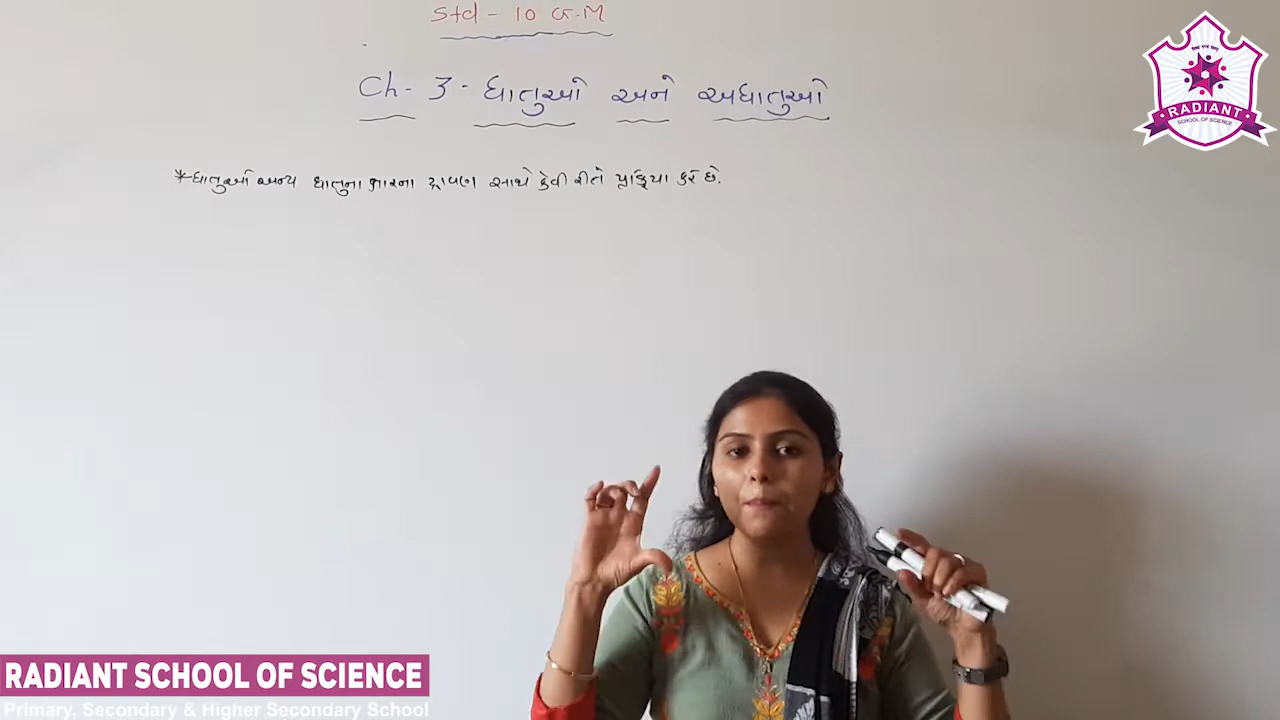 Std - 10 G.M
Ch - 3 - ધાતુઓ અને અધાતુઓ
*ધાતુઓ અન્ય ધાતુના ક્ષારના દ્રાવણ સાથે કેવી રીતે પ્રક્રિયા કરે છે.
RADIANT
SCHOOL OF SCIENCE
RADIANT SCHOOL OF SCIENCE
Primary, Secondary & Higher Secondary School